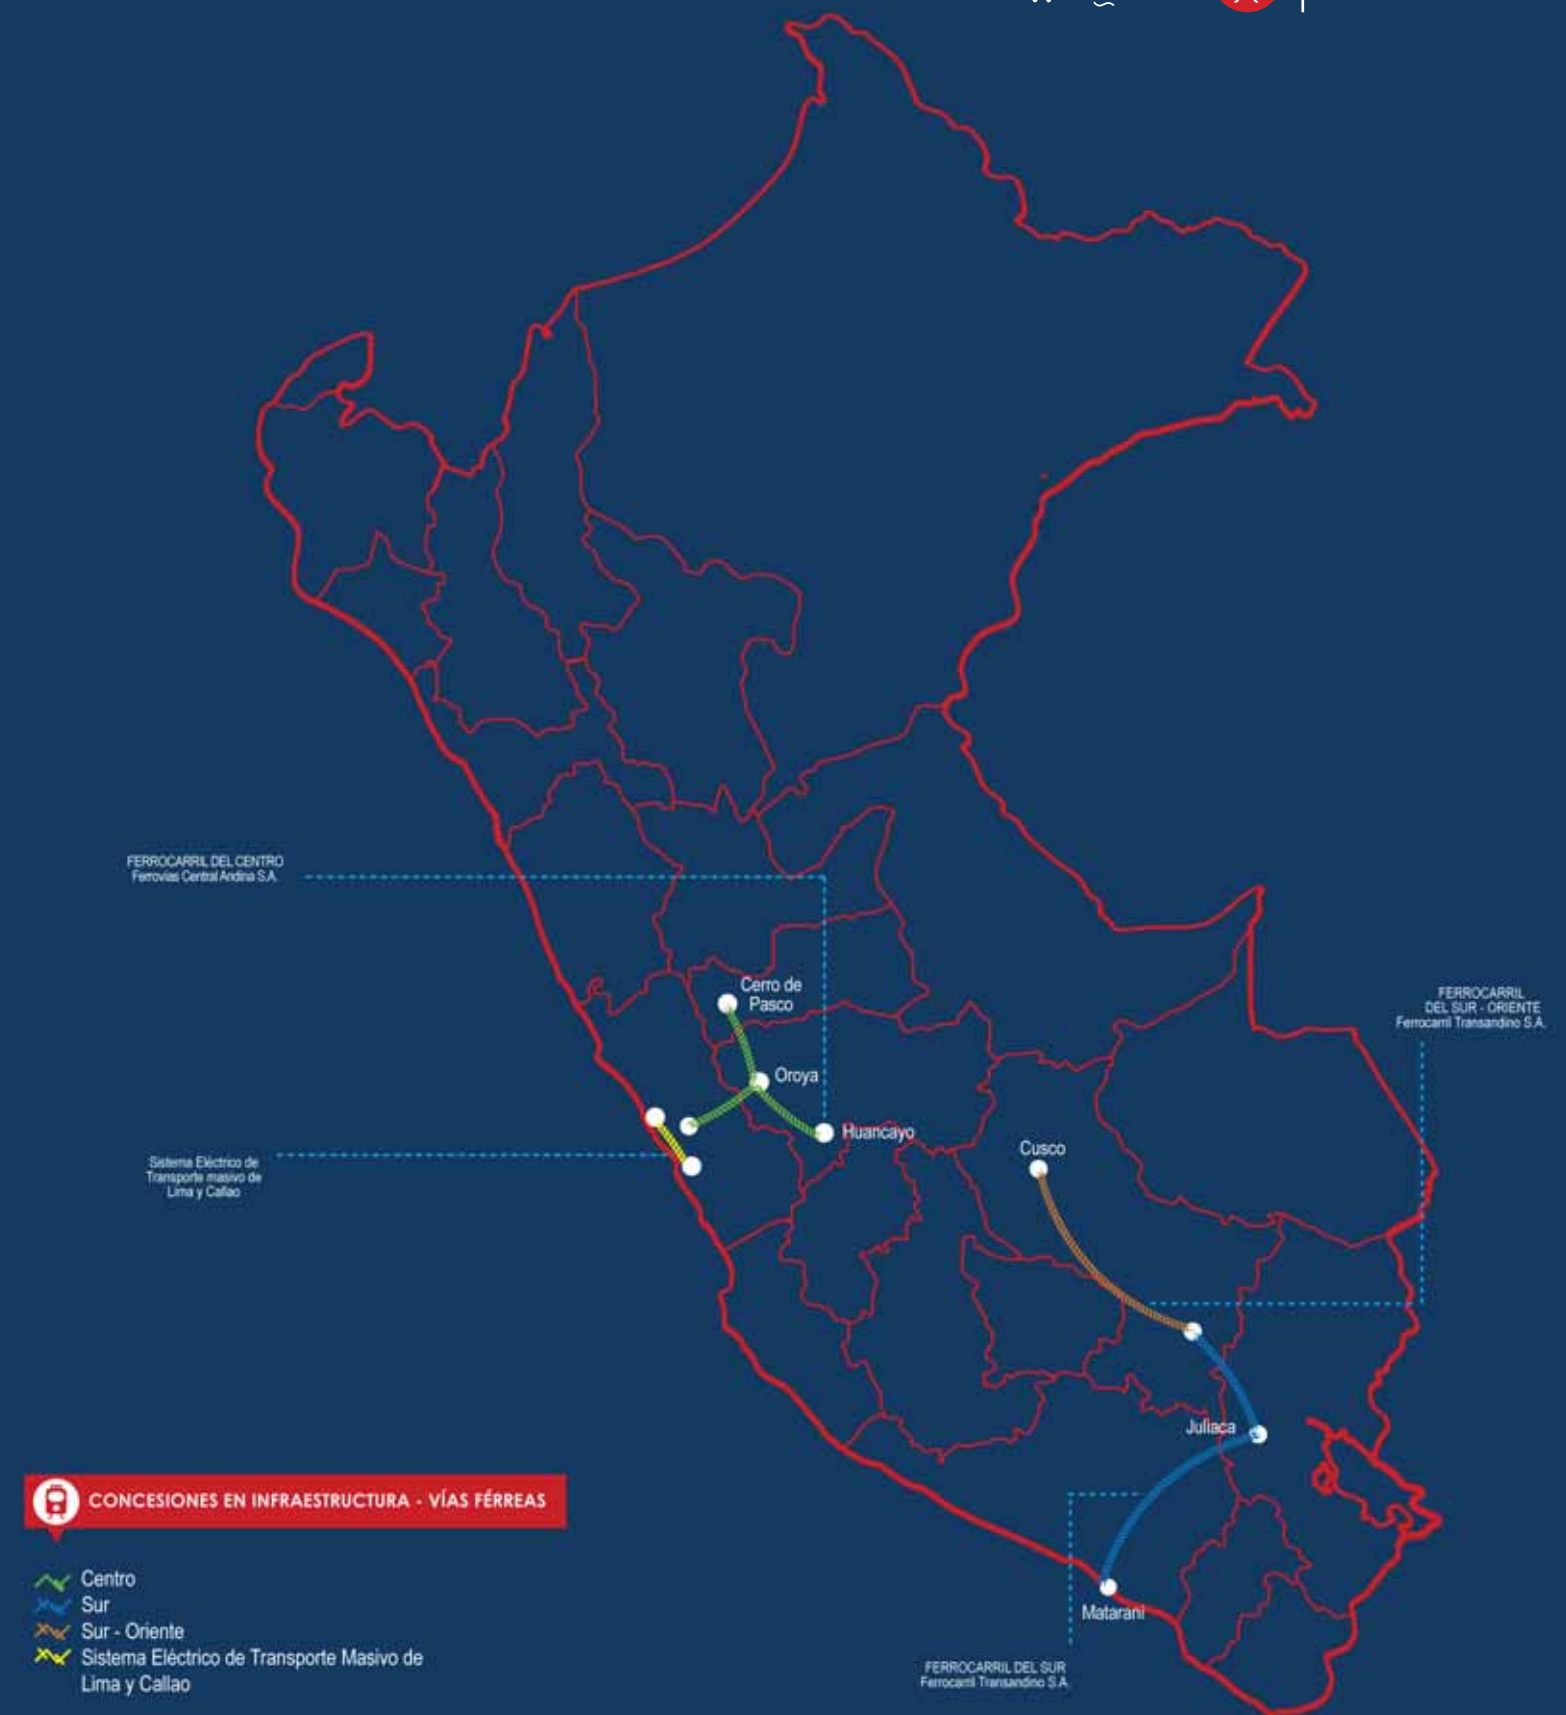 FERROCARRIL DEL CENTRO
Ferrovías Central Andina S.A.
Cerro de
Pasco
FERROCARRIL
DEL SUR - ORIENTE
Ferrocarril Transandino S.A.
Oroya
Huancayo
Cusco
Sistema Eléctrico de
Transporte masivo de
Lima y Callao
Juliaca
CONCESIONES EN INFRAESTRUCTURA - VÍAS FÉRREAS
Centro
Sur
Sur - Oriente
Sistema Eléctrico de Transporte Masivo de
Lima y Callao
Matarani
FERROCARRIL DEL SUR
Ferrocarril Transandino S.A.